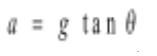 a = g tan θ